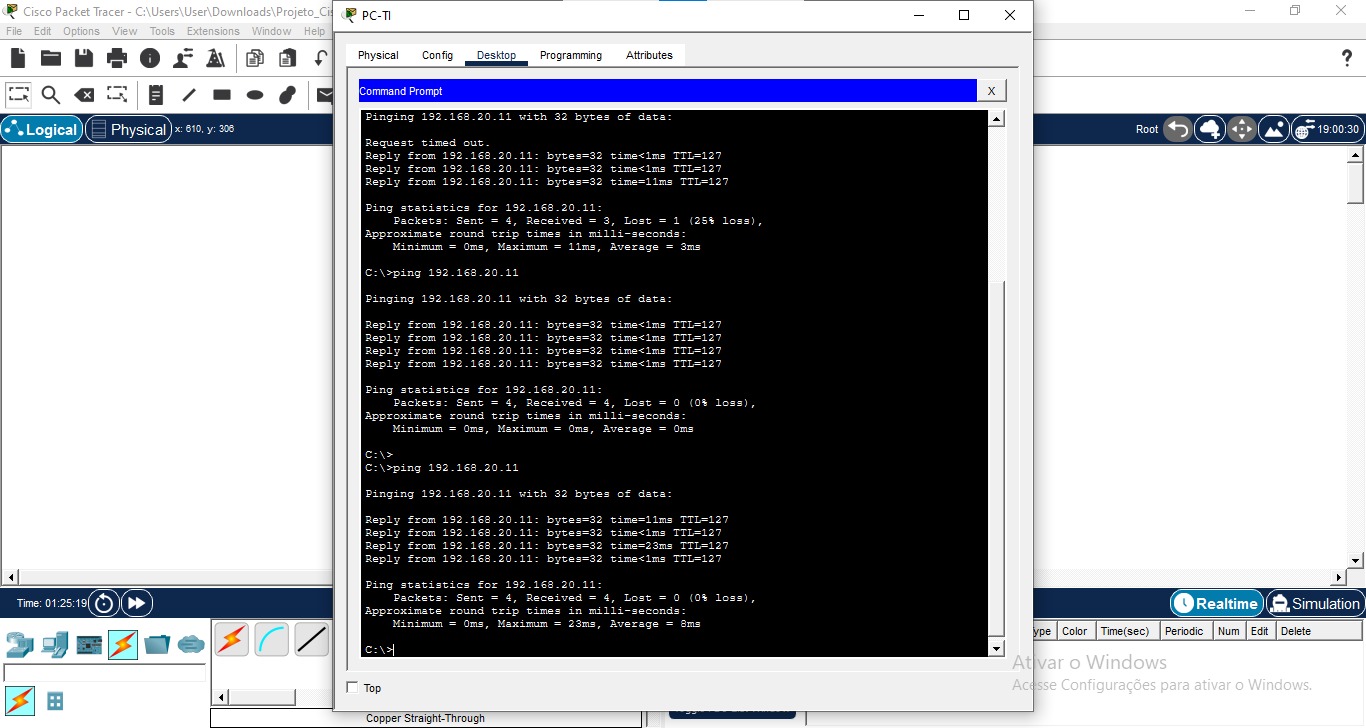 Cisco Packet Tracer - C:\Users\User\Downloads\Projeto_Cis
PC-TI
File Edit Options View Tools Extensions Window Help
Physical Config Desktop Programming Attributes
?
Command Prompt
X
Logical Physical x: 610, y: 306
Root 19:00:30
Pinging 192.168.20.11 with 32 bytes of data:
Request timed out.
Reply from 192.168.20.11: bytes=32 time<1ms TTL=127
Reply from 192.168.20.11: bytes=32 time<1ms TTL=127
Reply from 192.168.20.11: bytes=32 time=11ms TTL=127
Ping statistics for 192.168.20.11:
Packets: Sent = 4, Received = 3, Lost = 1 (25% loss),
Approximate round trip times in milli-seconds:
Minimum = 0ms, Maximum = 11ms, Average = 3ms
C:\>ping 192.168.20.11
Pinging 192.168.20.11 with 32 bytes of data:
Reply from 192.168.20.11: bytes=32 time<1ms TTL=127
Reply from 192.168.20.11: bytes=32 time<1ms TTL=127
Reply from 192.168.20.11: bytes=32 time<1ms TTL=127
Reply from 192.168.20.11: bytes=32 time<1ms TTL=127
Ping statistics for 192.168.20.11:
Packets: Sent = 4, Received = 4, Lost = 0 (0% loss),
Approximate round trip times in milli-seconds:
Minimum = 0ms, Maximum = 0ms, Average = 0ms
C:\>
C:\>ping 192.168.20.11
Pinging 192.168.20.11 with 32 bytes of data:
Reply from 192.168.20.11: bytes=32 time=11ms TTL=127
Reply from 192.168.20.11: bytes=32 time<1ms TTL=127
Reply from 192.168.20.11: bytes=32 time=23ms TTL=127
Reply from 192.168.20.11: bytes=32 time<1ms TTL=127
Ping statistics for 192.168.20.11:
Packets: Sent = 4, Received = 4, Lost = 0 (0% loss),
Approximate round trip times in milli-seconds:
Minimum = 0ms, Maximum = 23ms, Average = 8ms
C:\>
Time: 01:25:19
Realtime Simulation
ype Color Time(sec) Periodic Num Edit Delete
Top
Ativar o Windows
Acesse Configurações para ativar o Windows.
Copper Straight-Through